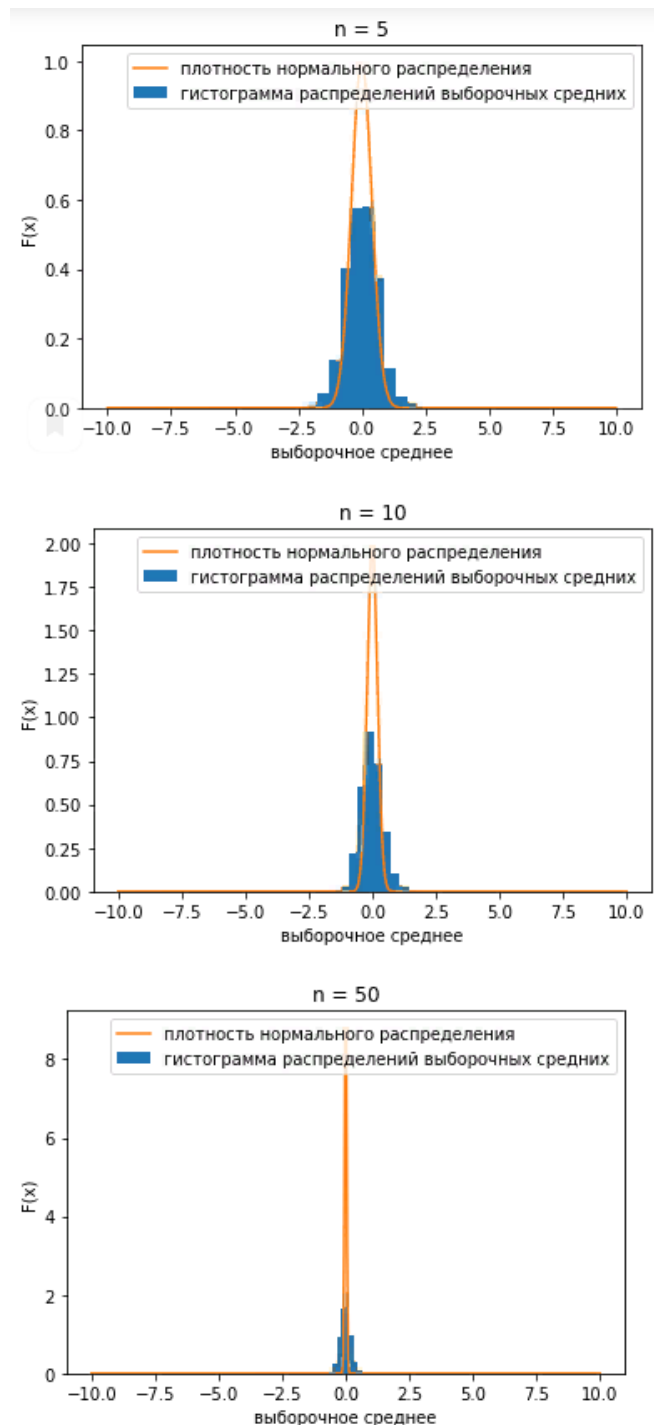 n = 5
плотность нормального распределения
гистограмма распределений выборочных средних
F(x)
1.0
0.8
0.6
0.4
0.2
0.0
−10.0 −7.5 −5.0 −2.5 0.0 2.5 5.0 7.5 10.0
выборочное среднее
n = 10
плотность нормального распределения
гистограмма распределений выборочных средних
F(x)
2.00
1.75
1.50
1.25
1.00
0.75
0.50
0.25
0.00
−10.0 −7.5 −5.0 −2.5 0.0 2.5 5.0 7.5 10.0
выборочное среднее
n = 50
плотность нормального распределения
гистограмма распределений выборочных средних
F(x)
8
6
4
2
0
−10.0 −7.5 −5.0 −2.5 0.0 2.5 5.0 7.5 10.0
выборочное среднее